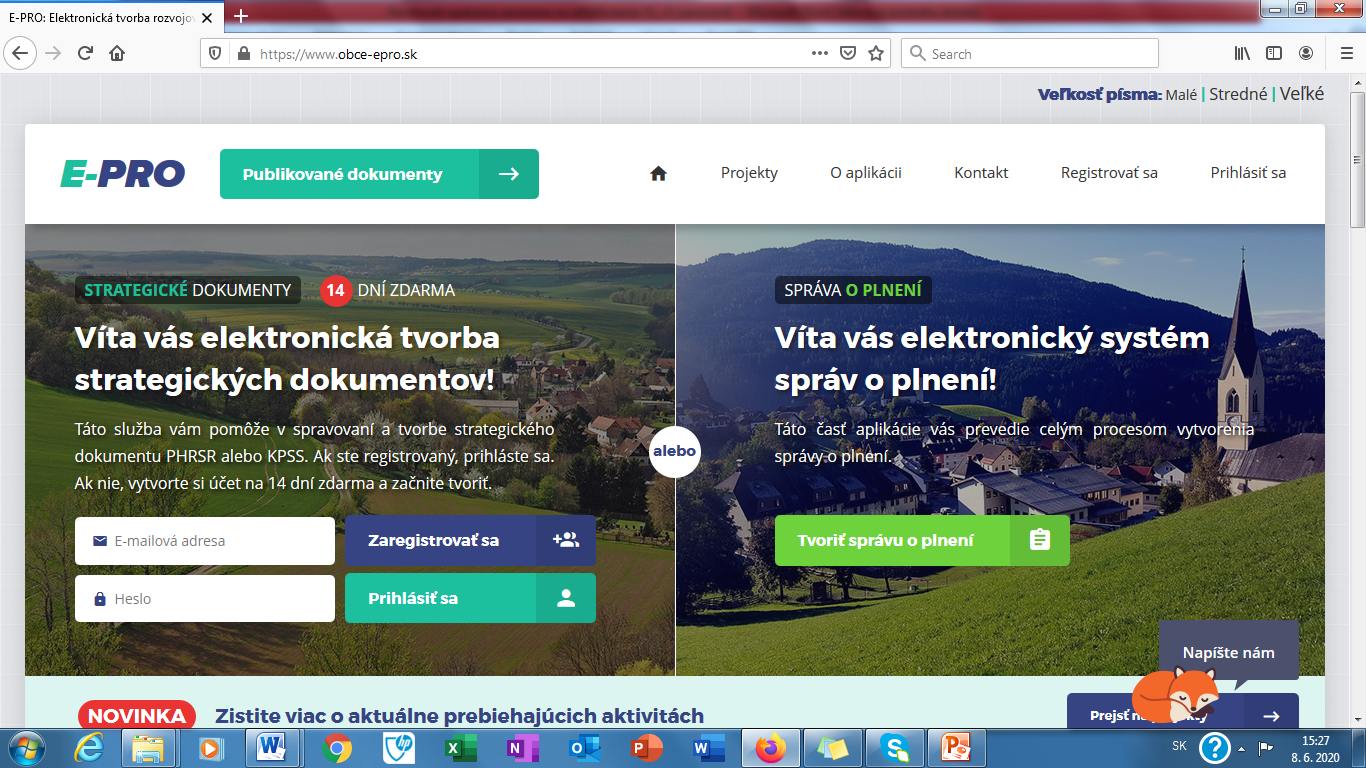 E-PRO: Elektronická tvorba rozvojov
https://www.obce-epro.sk
Search
Veľkosť písma: Malé | Stredné | Veľké
E-PRO
Publikované dokumenty
Projekty
O aplikácii
Kontakt
Registrovať sa
Prihlásiť sa
STRATEGICKÉ DOKUMENTY 14 DNÍ ZDARMA
Víta vás elektronická tvorba
strategických dokumentov!
Táto služba vám pomôže v spravovaní a tvorbe strategického
dokumentu PHRSR alebo KPSS. Ak ste registrovaný, prihláste sa.
Ak nie, vytvorte si účet na 14 dní zdarma a začnite tvoriť.
E-mailová adresa
Zaregistrovať sa
Heslo
Prihlásiť sa
alebo
SPRÁVA O PLNENÍ
Víta vás elektronický systém
správ o plnení!
Táto časť aplikácie vás prevedie celým procesom vytvorenia
správy o plnení.
Tvoriť správu o plnení
Napíšte nám
NOVINKA Zistite viac o aktuálne prebiehajúcich aktivitách
Prejsť na
SK
15:27
8. 6. 2020